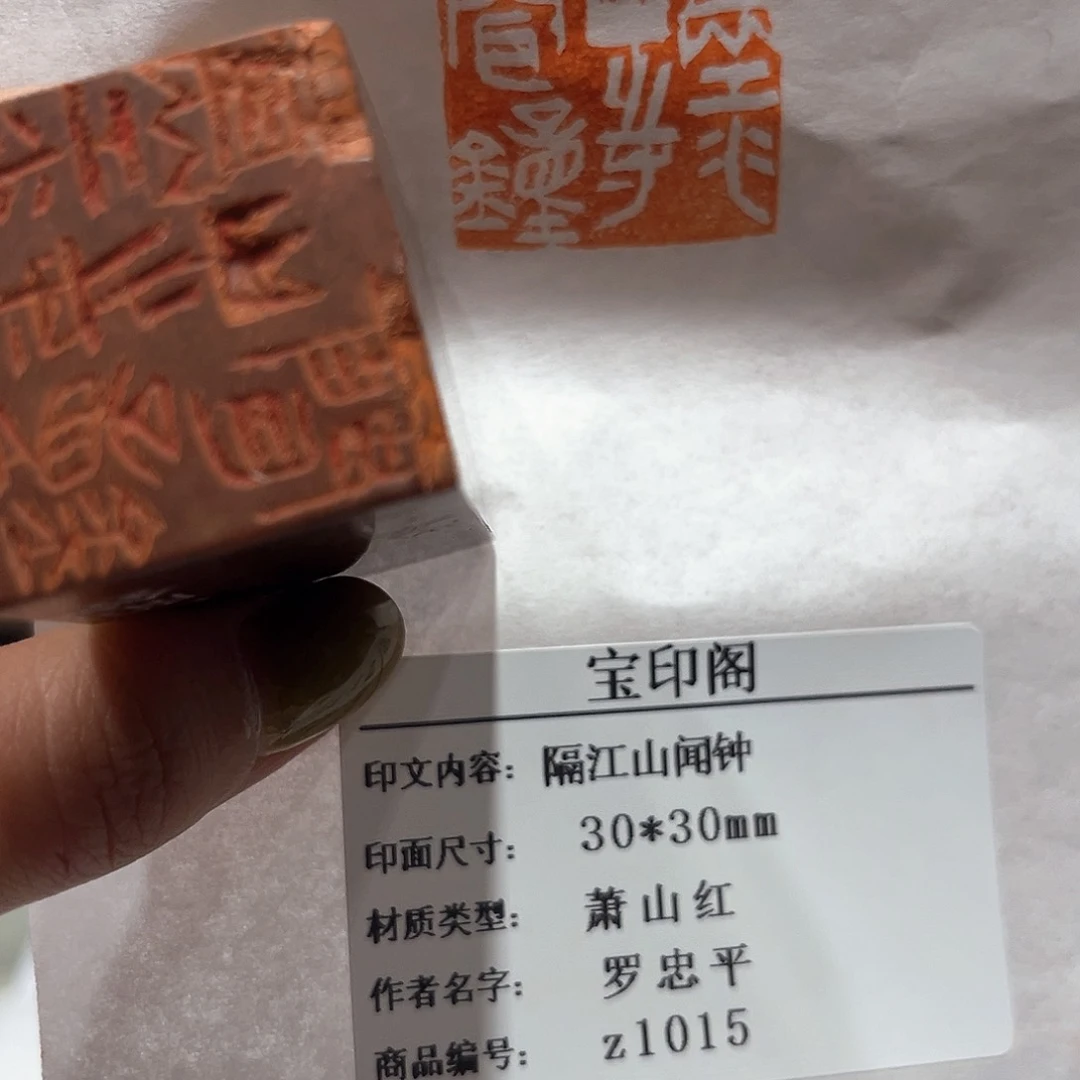 宝印阁
印文内容：隔江山闻钟
印面尺寸：30*30mm
材质类型：萧山红
作者名字：罗忠平
商品编号：z1015